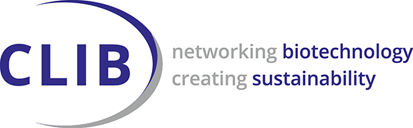 CLIB
networking biotechnology
creating sustainability